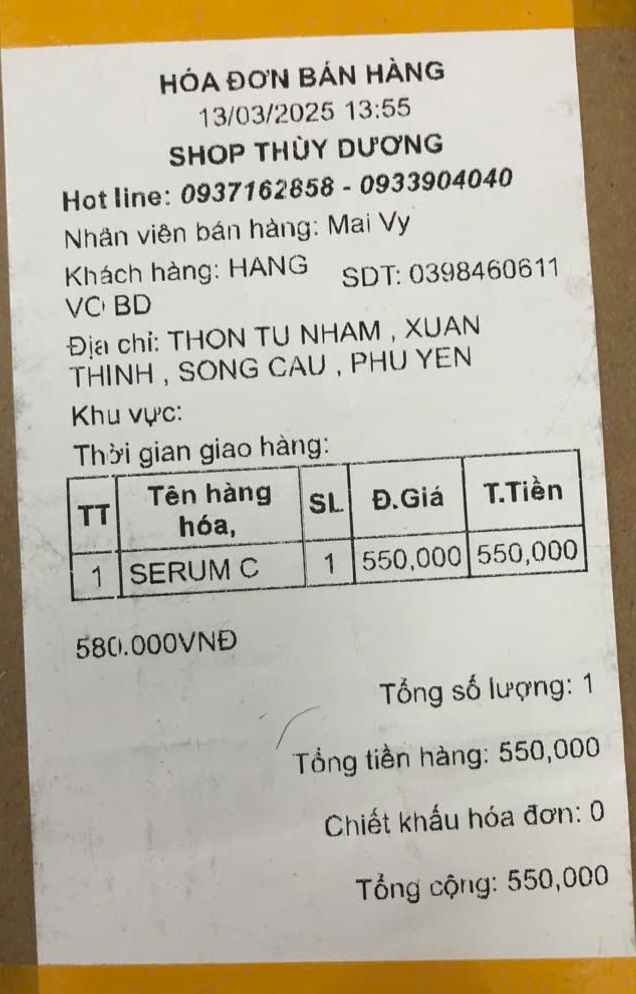 HÓA ĐƠN BÁN HÀNG
13/03/2025 13:55
SHOP THÙY DƯƠNG
Hot line: 0937162858 - 0933904040
Nhân viên bán hàng: Mai Vy
Khách hàng: HANG SDT: 0398460611
VO BD
Địa chỉ: THON TU NHAM , XUAN
THINH , SONG CAU , PHU YEN
Khu vực:
Thời gian giao hàng:
TT Tên hàng hóa, SL Đ.Giá T.Tiền
1 SERUM C 1 550,000 550,000
580.000VNĐ
Tổng số lượng: 1
Tổng tiền hàng: 550,000
Chiết khấu hóa đơn: 0
Tổng cộng: 550,000